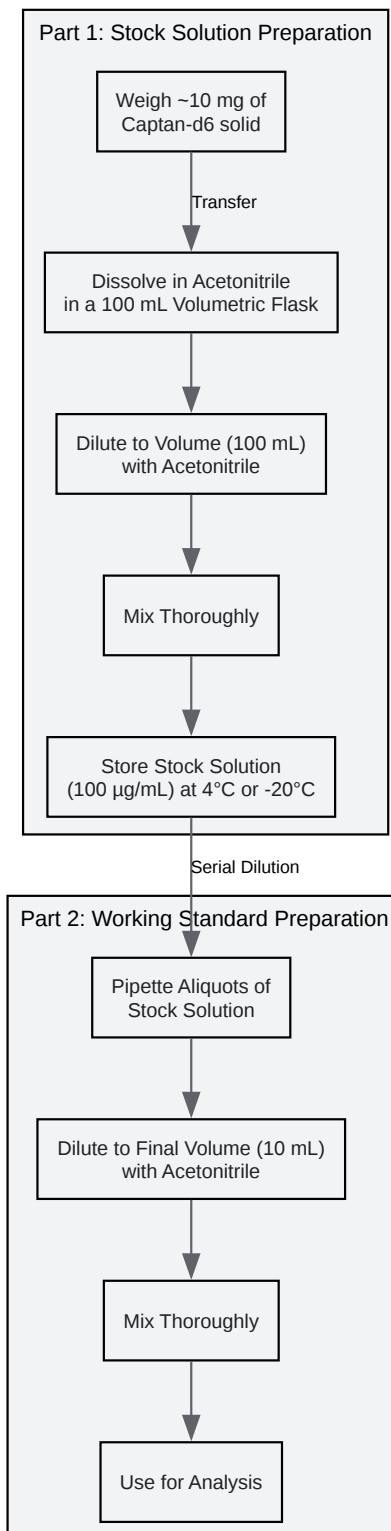 Part 1: Stock Solution Preparation
Weigh ~10 mg of
Captan-d6 solid
Transfer
Dissolve in Acetonitrile
in a 100 mL Volumetric Flask
Dilute to Volume (100 mL)
with Acetonitrile
Mix Thoroughly
Store Stock Solution
(100 µg/mL) at 4°C or -20°C
Serial Dilution
Part 2: Working Standard Preparation
Pipette Aliquots of
Stock Solution
Dilute to Final Volume (10 mL)
with Acetonitrile
Mix Thoroughly
Use for Analysis